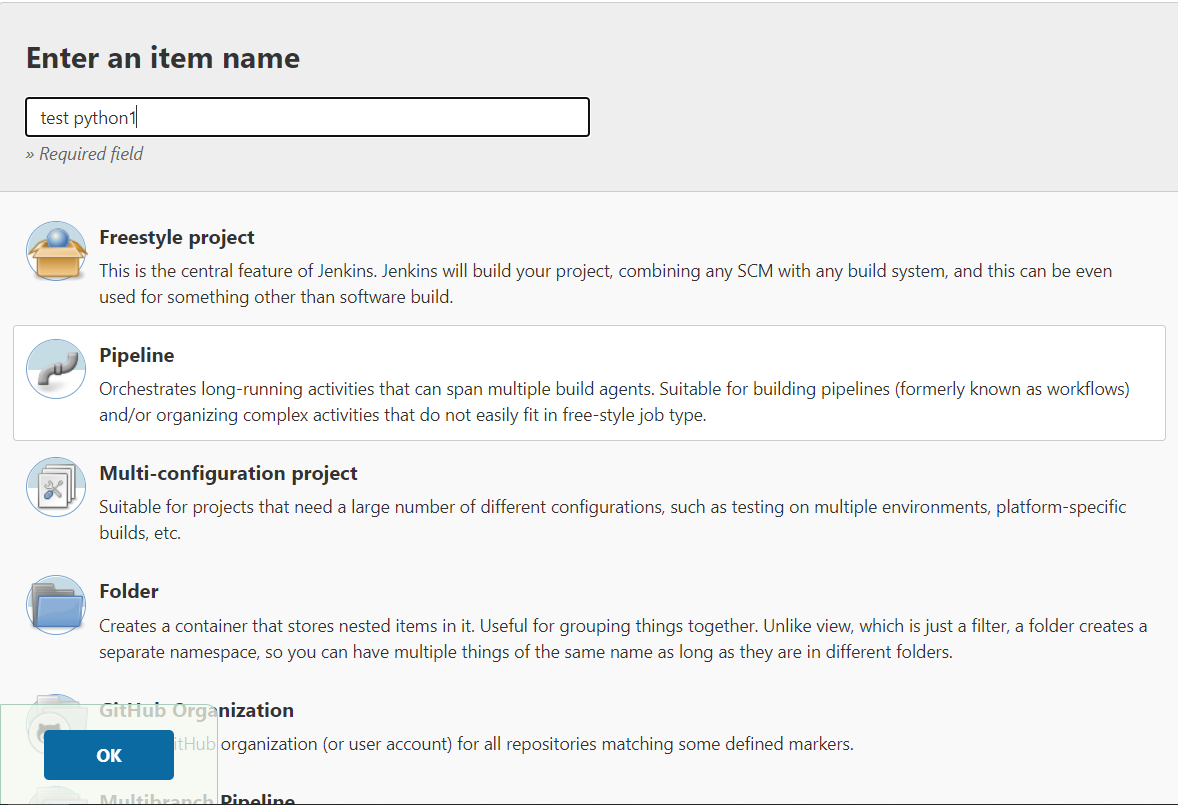 Enter an item name
test python1
» Required field
Freestyle project
This is the central feature of Jenkins. Jenkins will build your project, combining any SCM with any build system, and this can be even
used for something other than software build.
Pipeline
Orchestrates long-running activities that can span multiple build agents. Suitable for building pipelines (formerly known as workflows)
and/or organizing complex activities that do not easily fit in free-style job type.
Multi-configuration project
Suitable for projects that need a large number of different configurations, such as testing on multiple environments, platform-specific
builds, etc.
Folder
Creates a container that stores nested items in it. Useful for grouping things together. Unlike view, which is just a filter, a folder creates a
separate namespace, so you can have multiple things of the same name as long as they are in different folders.
GitHub Organization
GitHub organization (or user account) for all repositories matching some defined markers.
OK
Multibranch Pipeline